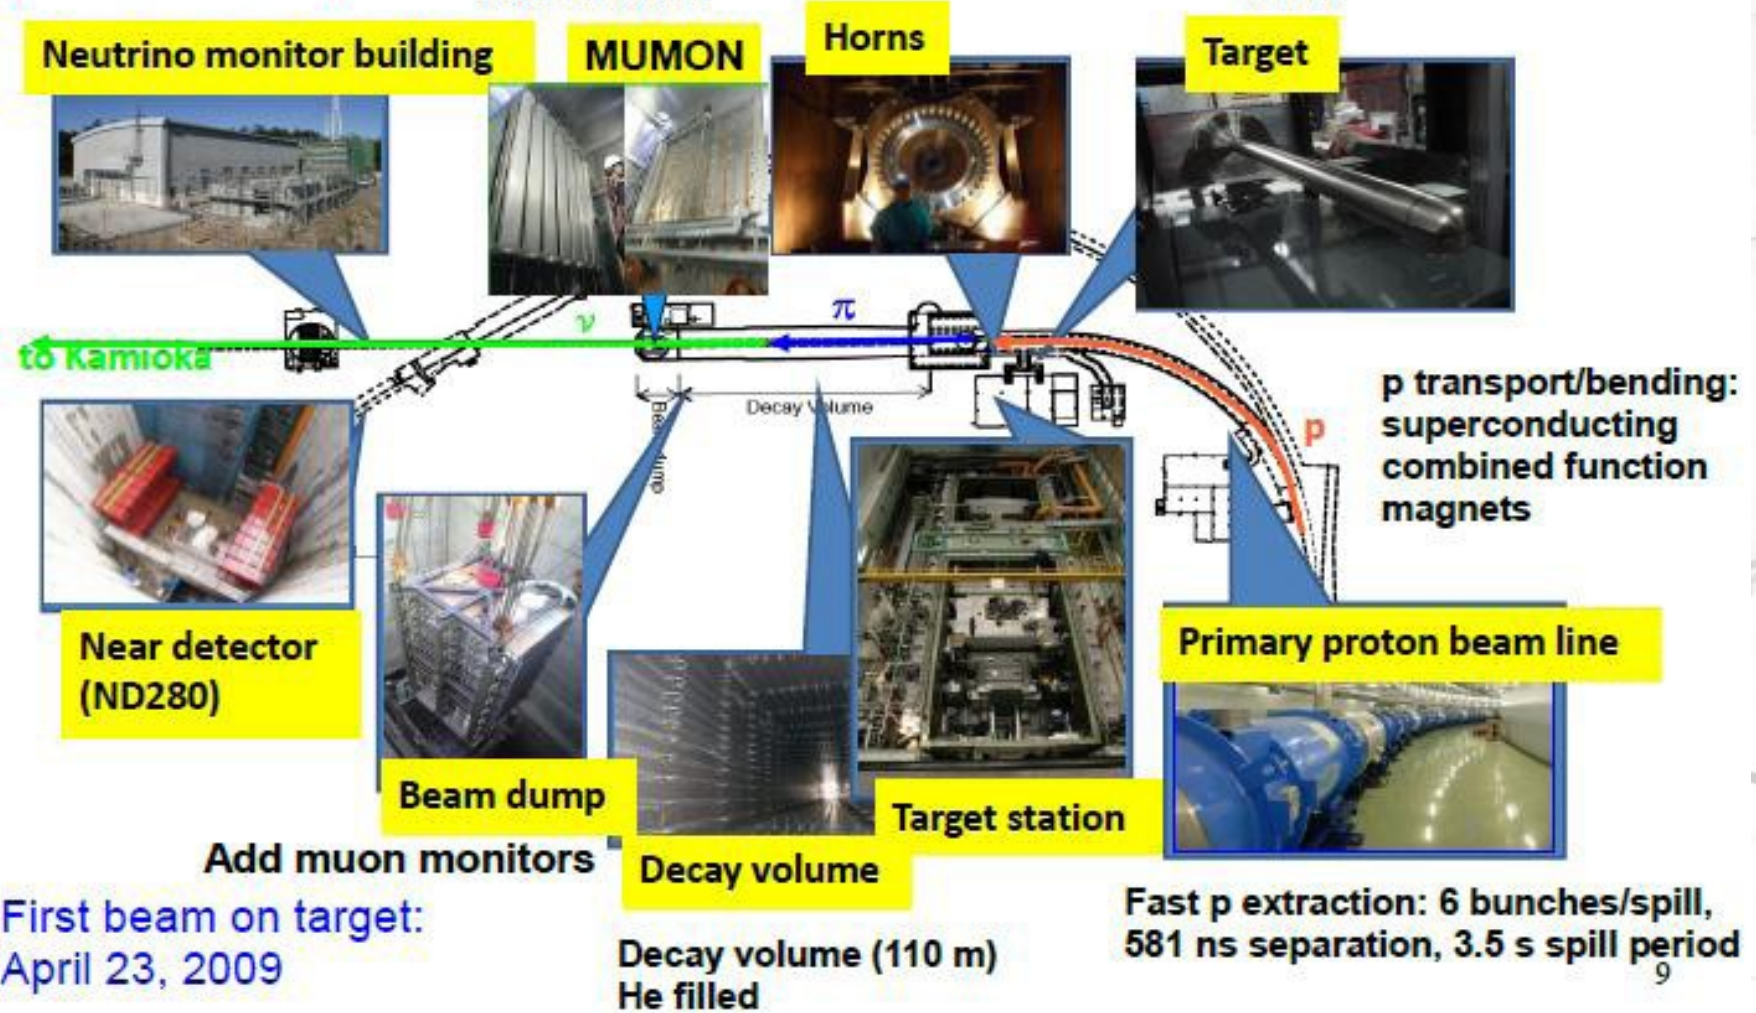 Neutrino monitor building
MUMON
Horns
Target
ν
π
to Kamioka
Decay Volume
p
p transport/bending:
superconducting
combined function
magnets
Near detector
(ND280)
Beam dump
Decay volume
Target station
Primary proton beam line
Add muon monitors
First beam on target:
April 23, 2009
Decay volume (110 m)
He filled
Fast p extraction: 6 bunches/spill,
581 ns separation, 3.5 s spill period
9